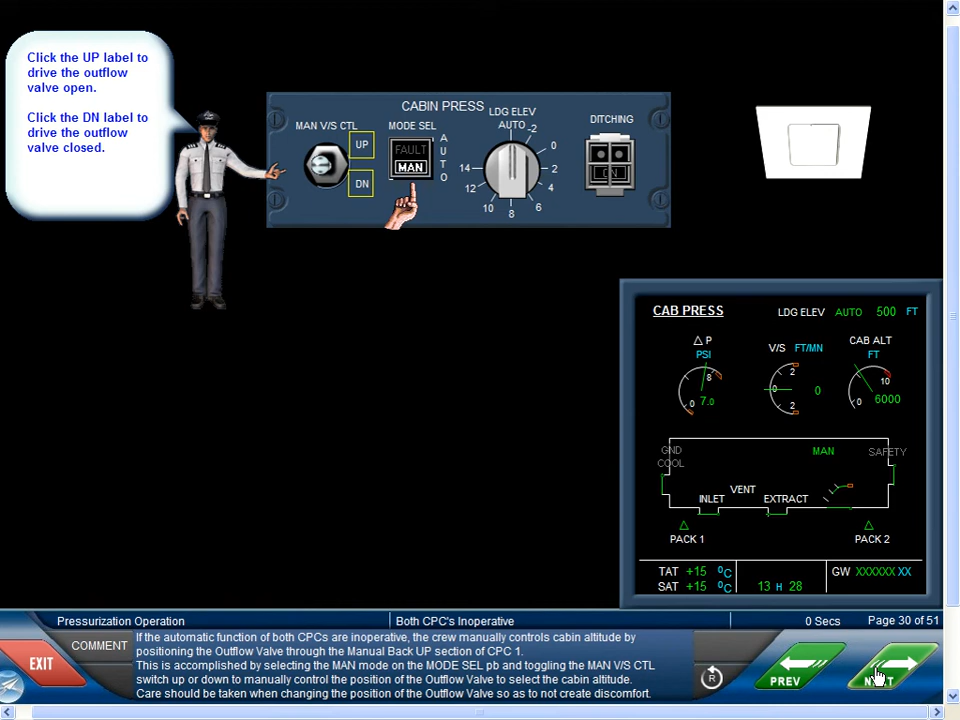 Click the UP label to
drive the outflow
valve open.
Click the DN label to
drive the outflow
valve closed.
CABIN PRESS
MAN V/S CTL
MODE SEL
LDG ELEV
AUTO
DITCHING
UP
DN
FAULT
MAN
A
U
T
O
-2
0
2
4
6
8
10
12
14
ON
CAB PRESS
LDG ELEV AUTO 500 FT
△ P
PSI
V/S FT/MN
CAB ALT
FT
8
0
7.0
2
0
2
0
10
0
6000
GND
COOL
MAN
SAFETY
VENT
INLET
EXTRACT
PACK 1
PACK 2
TAT +15 °C
SAT +15 °C
13 H 28
GW XXXXXX XX
Pressurization Operation
Both CPC's Inoperative
0 Secs
Page 30 of 51
EXIT
COMMENT
If the automatic function of both CPCs are inoperative, the crew manually controls cabin altitude by
positioning the Outflow Valve through the Manual Back UP section of CPC 1.
This is accomplished by selecting the MAN mode on the MODE SEL pb and toggling the MAN V/S CTL
switch up or down to manually control the position of the Outflow Valve to select the cabin altitude.
Care should be taken when changing the position of the Outflow Valve so as to not create discomfort.
R
PREV
NEXT